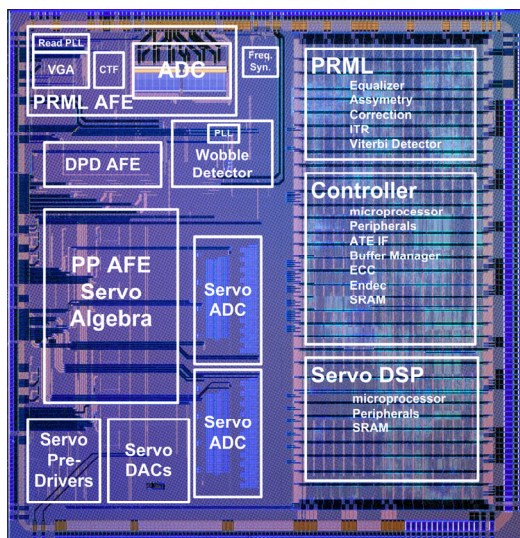 Read PLL
VGA
CTF
ADC
PRML AFE
Freq.
Syn.
PLL
Wobble
Detector
DPD AFE
PP AFE
Servo
Algebra
Servo
ADC
Servo
ADC
Servo
Pre-
Drivers
Servo
DACs
PRML
Equalizer
Assymetry
Correction
ITR
Viterbi Detector
Controller
microprocessor
Peripherals
ATE IF
Buffer Manager
ECC
Endec
SRAM
Servo DSP
microprocessor
Peripherals
SRAM